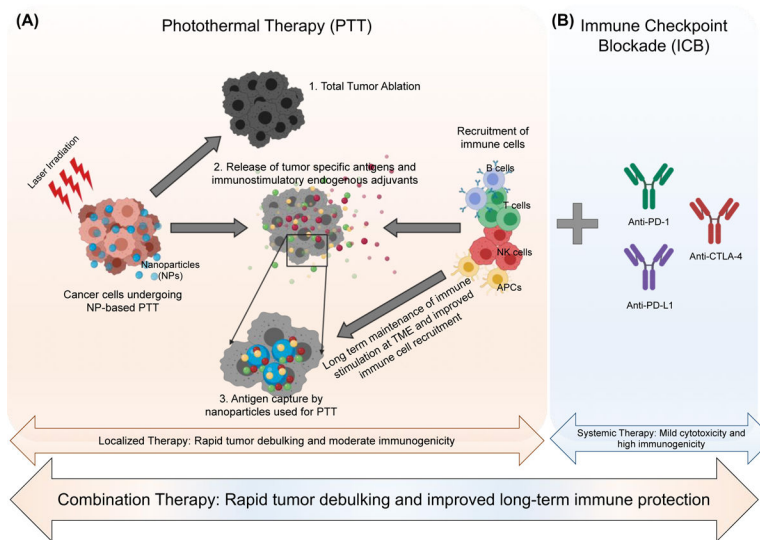 (A)
Photothermal Therapy (PTT)
(B)
Immune Checkpoint
Blockade (ICB)
1. Total Tumor Ablation
Laser Irradiation
Recruitment of
immune cells
2. Release of tumor specific antigens and
immunostimulatory endogenous adjuvants
B cells
T cells
NK cells
APCs
Nanoparticles
(NPs)
Cancer cells undergoing
NP-based PTT
Anti-PD-1
Anti-CTLA-4
Anti-PD-L1
Long term maintenance of immune
stimulation at TME and improved
immune cell recruitment
3. Antigen capture by
nanoparticles used for PTT
Localized Therapy: Rapid tumor debulking and moderate immunogenicity
Systemic Therapy: Mild cytotoxicity and
high immunogenicity
Combination Therapy: Rapid tumor debulking and improved long-term immune protection